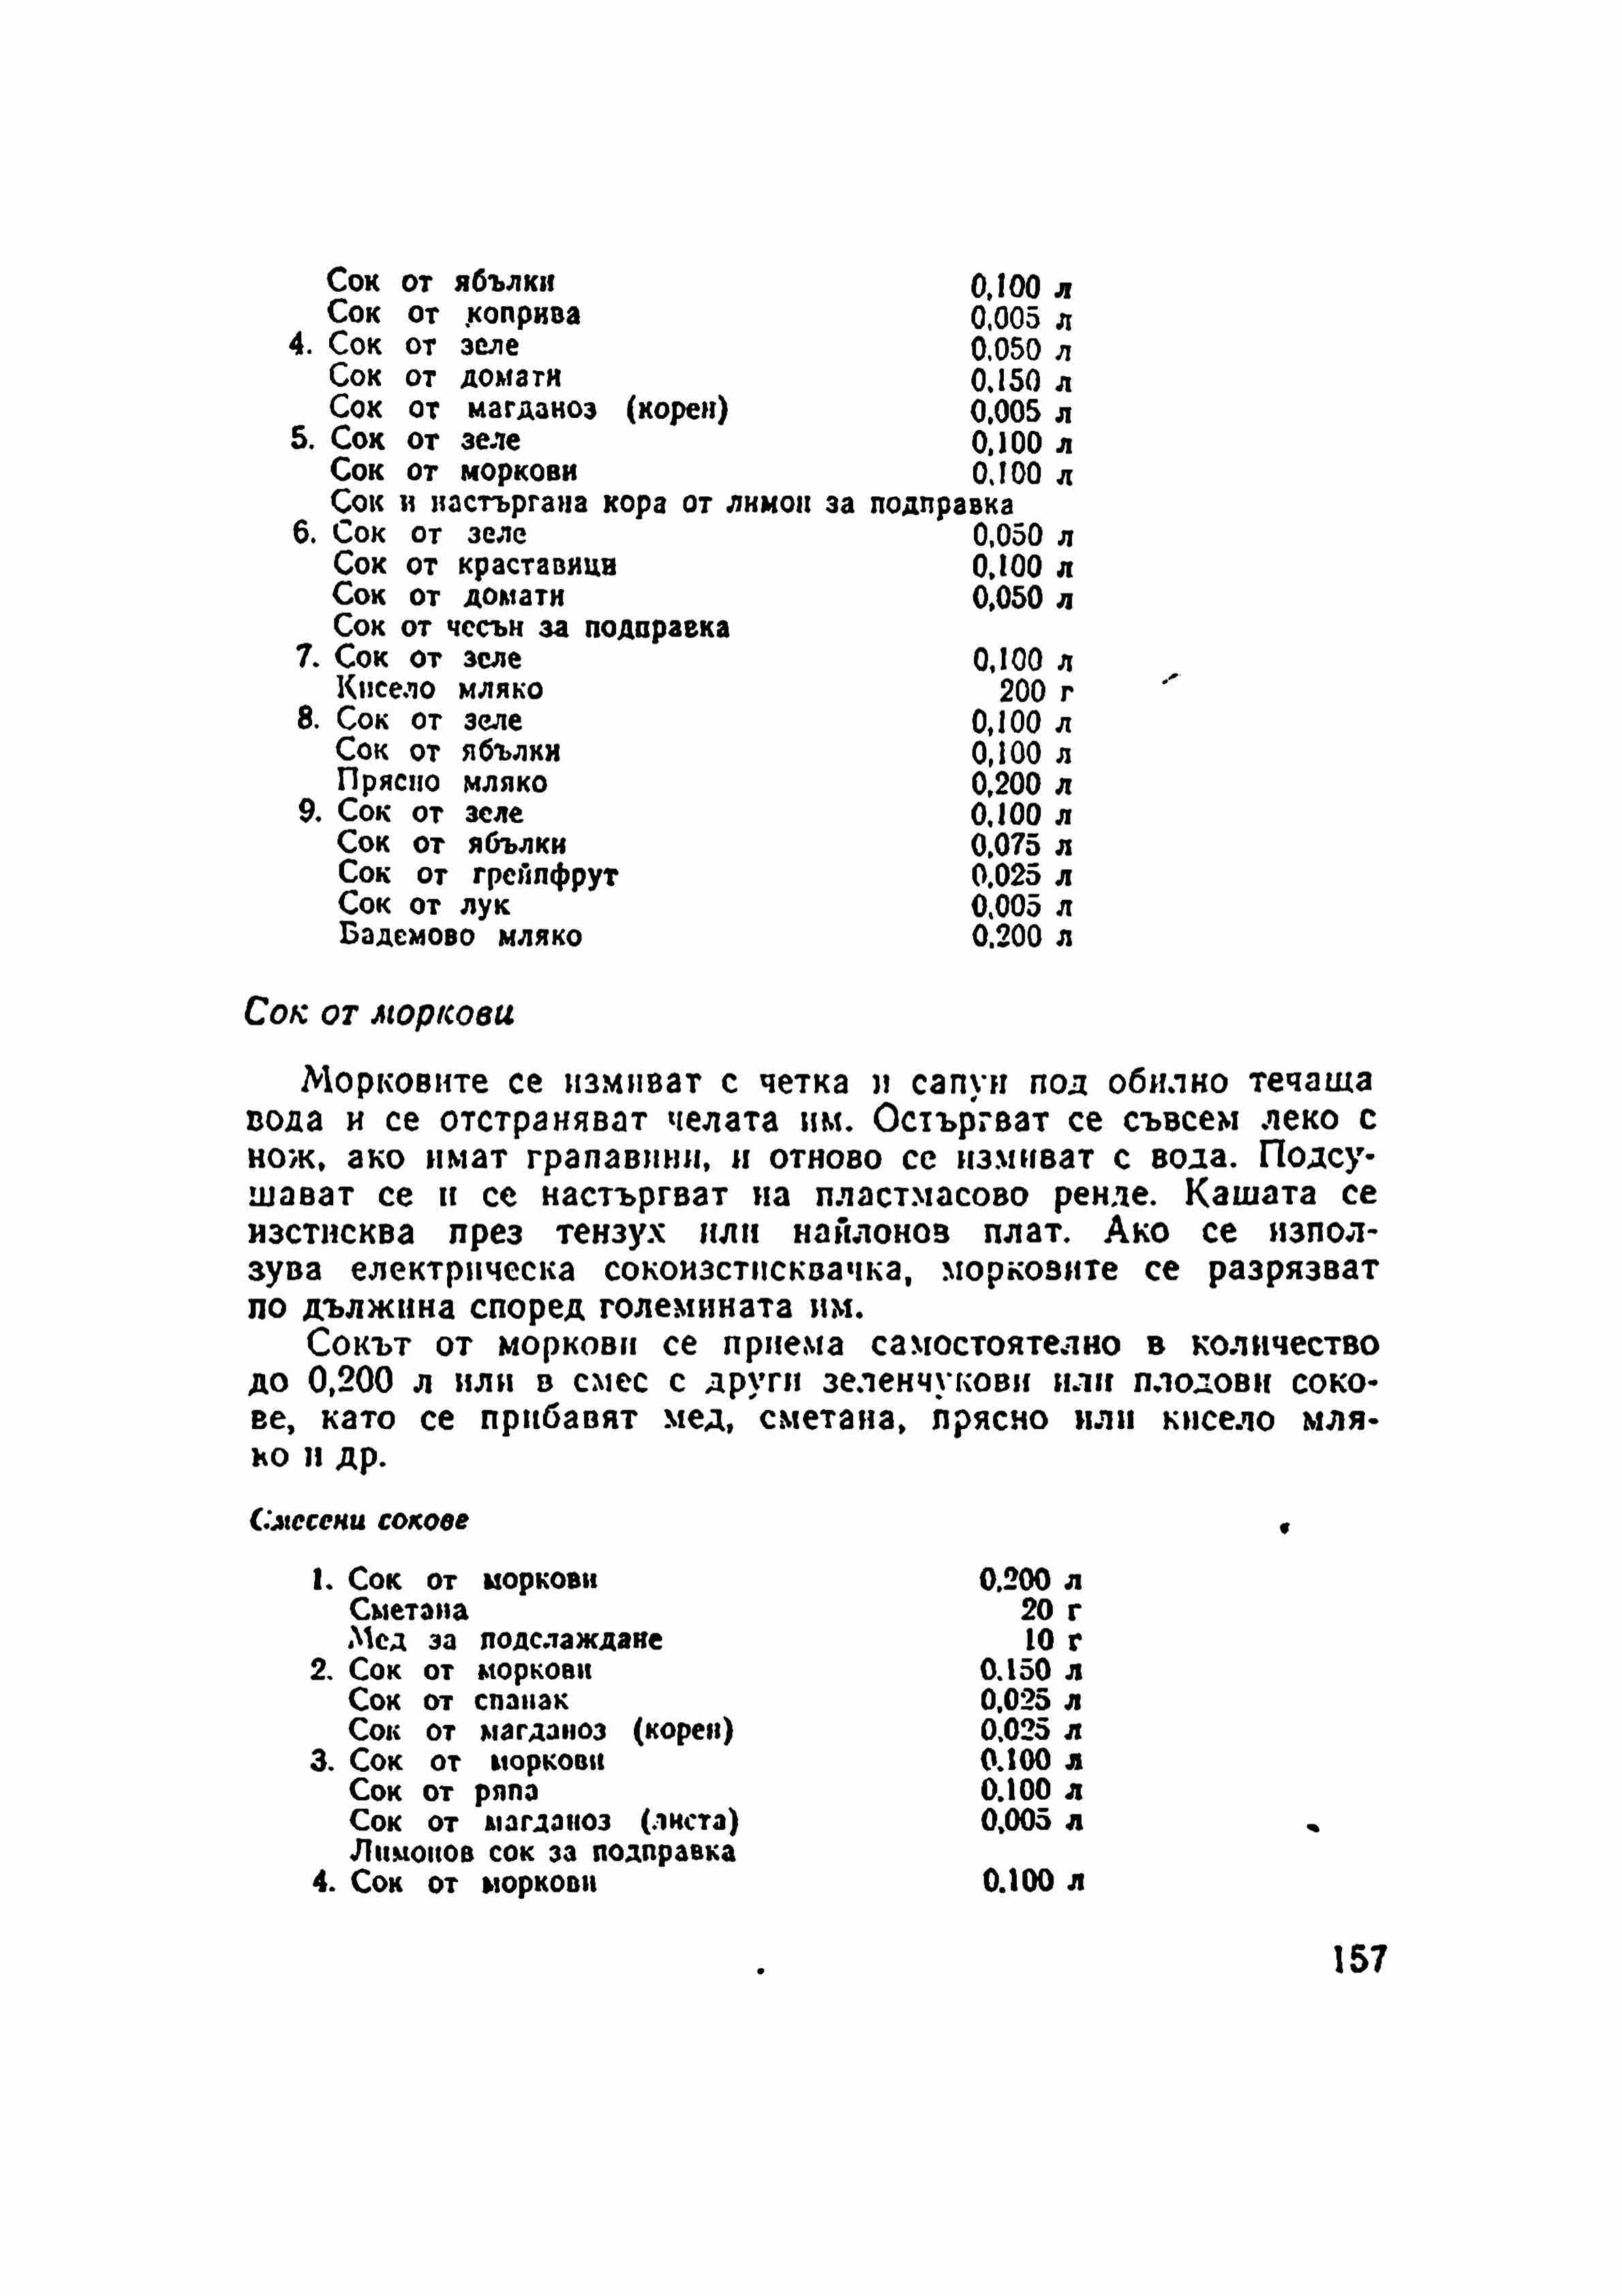 Сок от ябълки 0,100 л
Сок от коприва 0,005 л
4. Сок от зеле 0,050 л
Сок от домати 0,150 л
Сок от магданоз (корен) 0,005 л
5. Сок от зеле 0,100 л
Сок от моркови 0,100 л
Сок и настъргана кора от лимон за подправка
6. Сок от зеле 0,050 л
Сок от краставици 0,100 л
Сок от домати 0,050 л
Сок от чесън за подправка
7. Сок от зеле 0,100 л
Кисело мляко 200 г
8. Сок от зеле 0,100 л
Сок от ябълки 0,100 л
Прясно мляко 0,200 л
9. Сок от зеле 0,100 л
Сок от ябълки 0,075 л
Сок от грейпфрут 0,025 л
Сок от лук 0,005 л
Бадемово мляко 0,200 л
Сок от моркови
Морковите се измиват с четка и сапун под обилно течаща
вода и се отстраняват челата им. Остъргват се съвсем леко с
нож, ако имат грапавини, и отново се измиват с вода. Подсу-
шават се и се настъргват на пластмасово ренде. Кашата се
изстисква през тензух или найлонов плат. Ако се изпол-
зува електрическа сокоизстисквачка, морковите се разрязват
по дължина според големината им.
Сокът от моркови се приема самостоятелно в количество
до 0,200 л или в смес с други зеленчукови или плодови соко-
ве, като се прибавят мед, сметана, прясно или кисело мля-
ко и др.
Смесени сокове
1. Сок от моркови 0,200 л
Сметана 20 г
Мед за подслаждане 10 г
2. Сок от моркови 0.150 л
Сок от спанак 0,025 л
Сок от магданоз (корен) 0,025 л
3. Сок от моркови 0.100 л
Сок от ряпа 0.100 л
Сок от магданоз (листа) 0,005 л
Лимонов сок за подправка
4. Сок от моркови 0.100 л
157